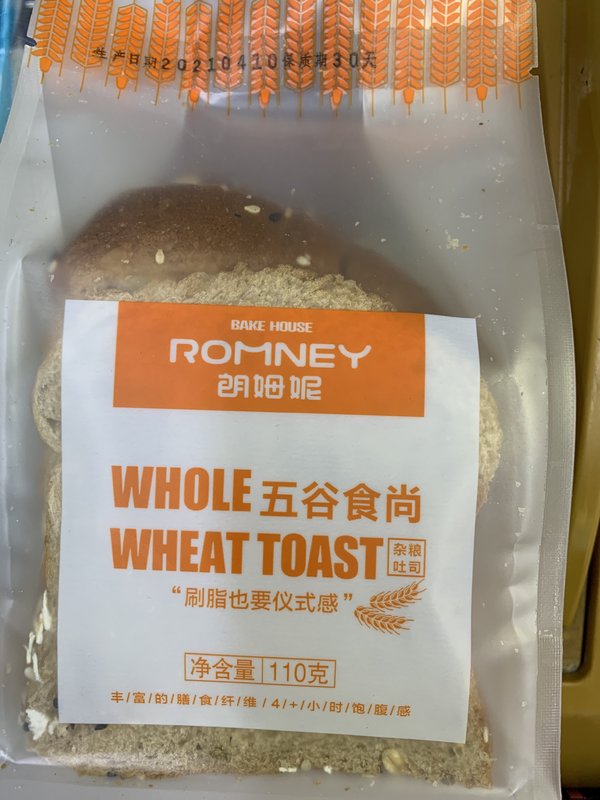 生产日期20210410保质期30天
BAKE HOUSE
ROMNEY
朗姆妮
WHOLE 五谷食尚
WHEAT TOAST 杂粮吐司
“刷脂也要仪式感”
净含量 110克
丰/富/的/膳/食/纤/维/4/+/小/时/饱/腹/感